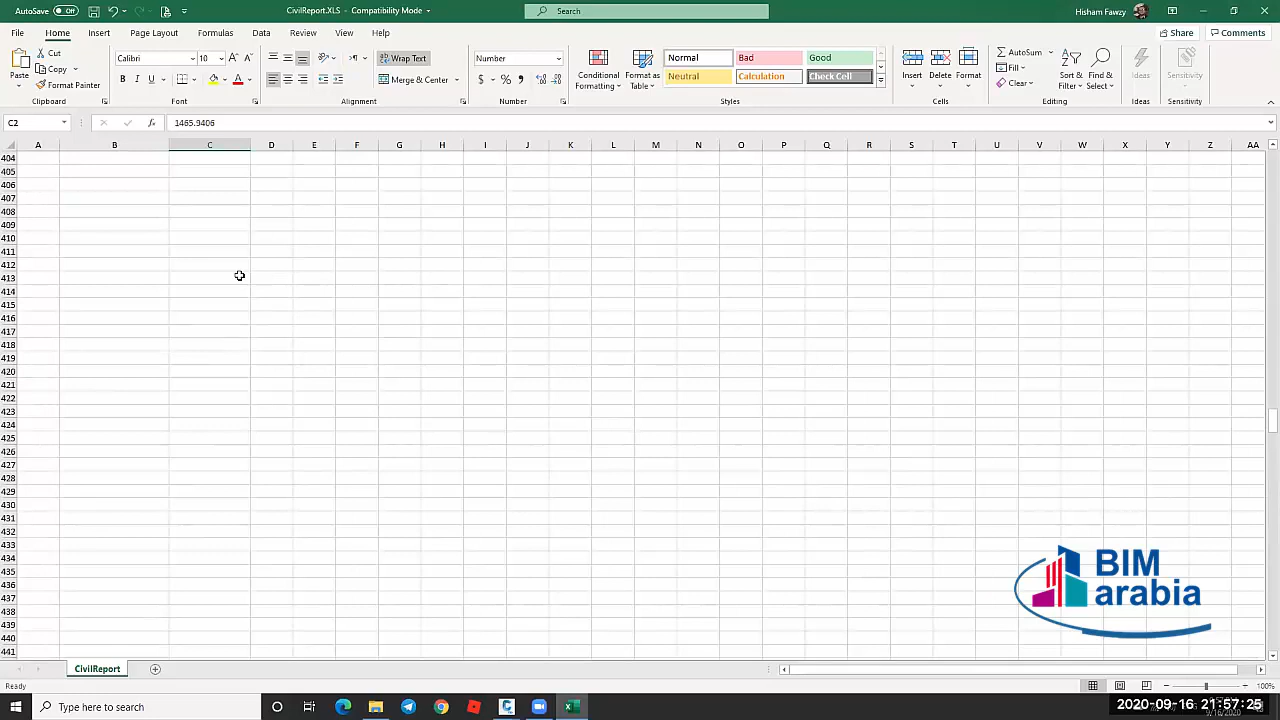 AutoSave Off CivilReport.XLS - Compatibility Mode Search Hisham Fawzy
File Home Insert Page Layout Formulas Data Review View Help Share Comments
Paste Cut Copy Format Painter
Calibri 10
B I U
Wrap Text
Merge & Center
Number
$ % ,
Conditional Formatting Format as Table
Normal Bad Good
Neutral Calculation Check Cell
Insert Delete Format
AutoSum Fill Clear
Sort & Filter Find & Select Ideas Sensitivity
Clipboard Font Alignment Number Styles Cells Editing Ideas Sensitivity
C2 fx 1465.9406
A B C D E F G H I J K L M N O P Q R S T U V W X Y Z AA
404
405
406
407
408
409
410
411
412
413
414
415
416
417
418
419
420
421
422
423
424
425
426
427
428
429
430
431
432
433
434
435
436
437
438
439
440
441
BIM
arabia
CivilReport
Ready 100%
Type here to search
2020-09-16 21:57:25